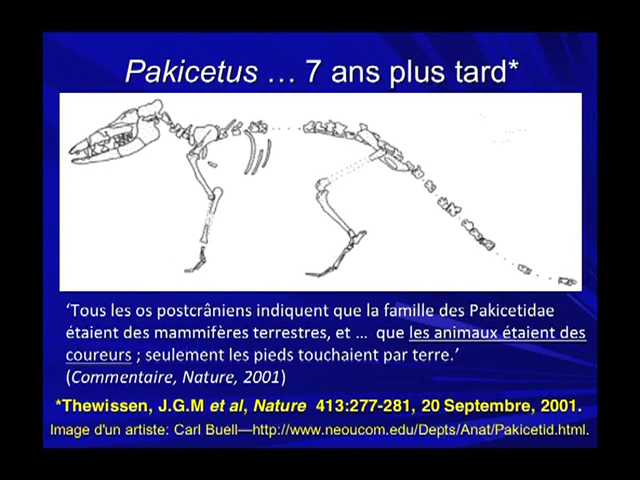 Pakicetus … 7 ans plus tard*
‘Tous les os postcrâniens indiquent que la famille des Pakicetidae
étaient des mammifères terrestres, et … que les animaux étaient des
coureurs ; seulement les pieds touchaient par terre.’
(Commentaire, Nature, 2001)
*Thewissen, J.G.M et al, Nature 413:277-281, 20 Septembre, 2001.
Image d'un artiste: Carl Buell—http://www.neoucom.edu/Depts/Anat/Pakicetid.html.